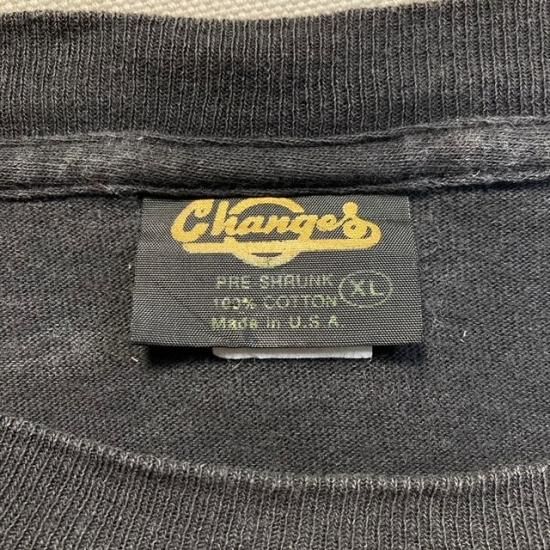 Changes
PRE SHRUNK
100% COTTON XL
Made in U.S.A.